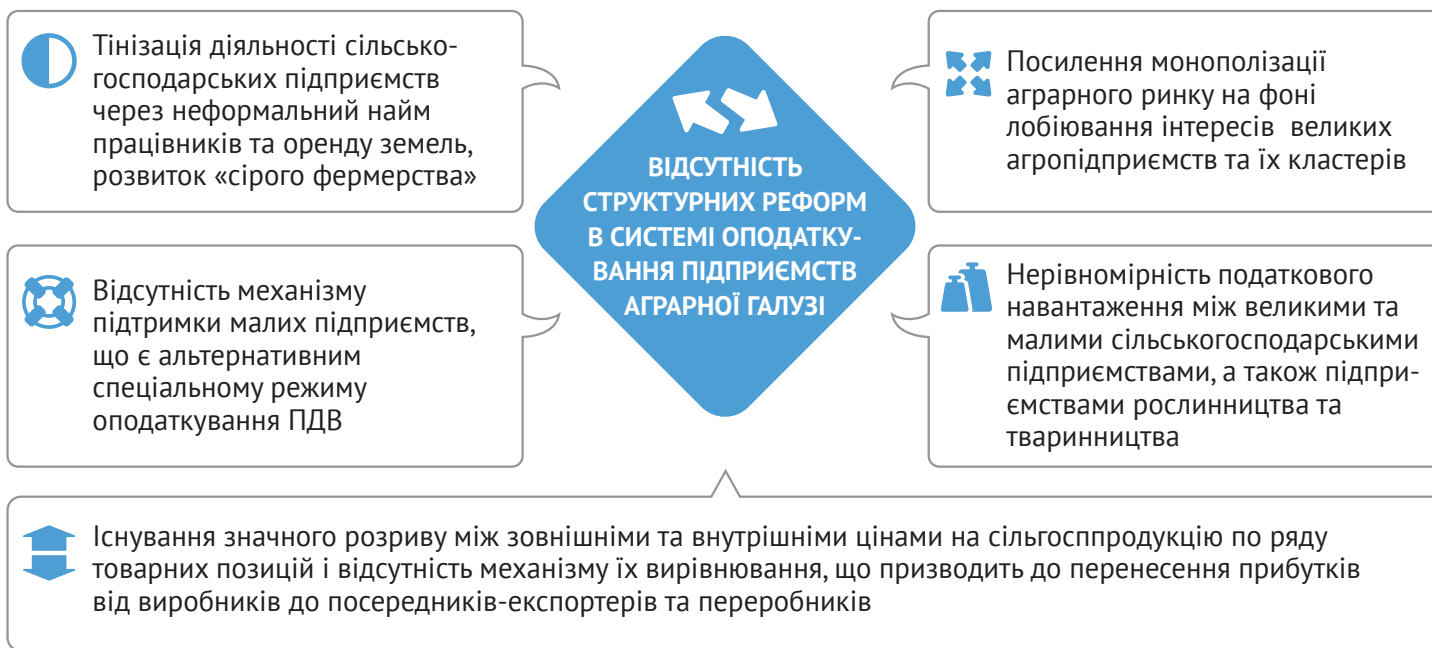 Тінізація діяльності сільсько-
господарських підприємств
через неформальний найм
працівників та оренду земель,
розвиток «сірого фермерства»
Відсутність механізму
підтримки малих підприємств,
що є альтернативним
спеціальному режиму
оподаткування ПДВ
ВІДСУТНІСТЬ
СТРУКТУРНИХ РЕФОРМ
В СИСТЕМІ ОПОДАТКУ-
ВАННЯ ПІДПРИЄМСТВ
АГРАРНОЇ ГАЛУЗІ
Посилення монополізації
аграрного ринку на фоні
лобіювання інтересів великих
агропідприємств та їх кластерів
Нерівномірність податкового
навантаження між великими та
малими сільськогосподарськими
підприємствами, а також підпри-
ємствами рослинництва та
тваринництва
Існування значного розриву між зовнішніми та внутрішніми цінами на сільгосппродукцію по ряду
товарних позицій і відсутність механізму їх вирівнювання, що призводить до перенесення прибутків
від виробників до посередників-експортерів та переробників